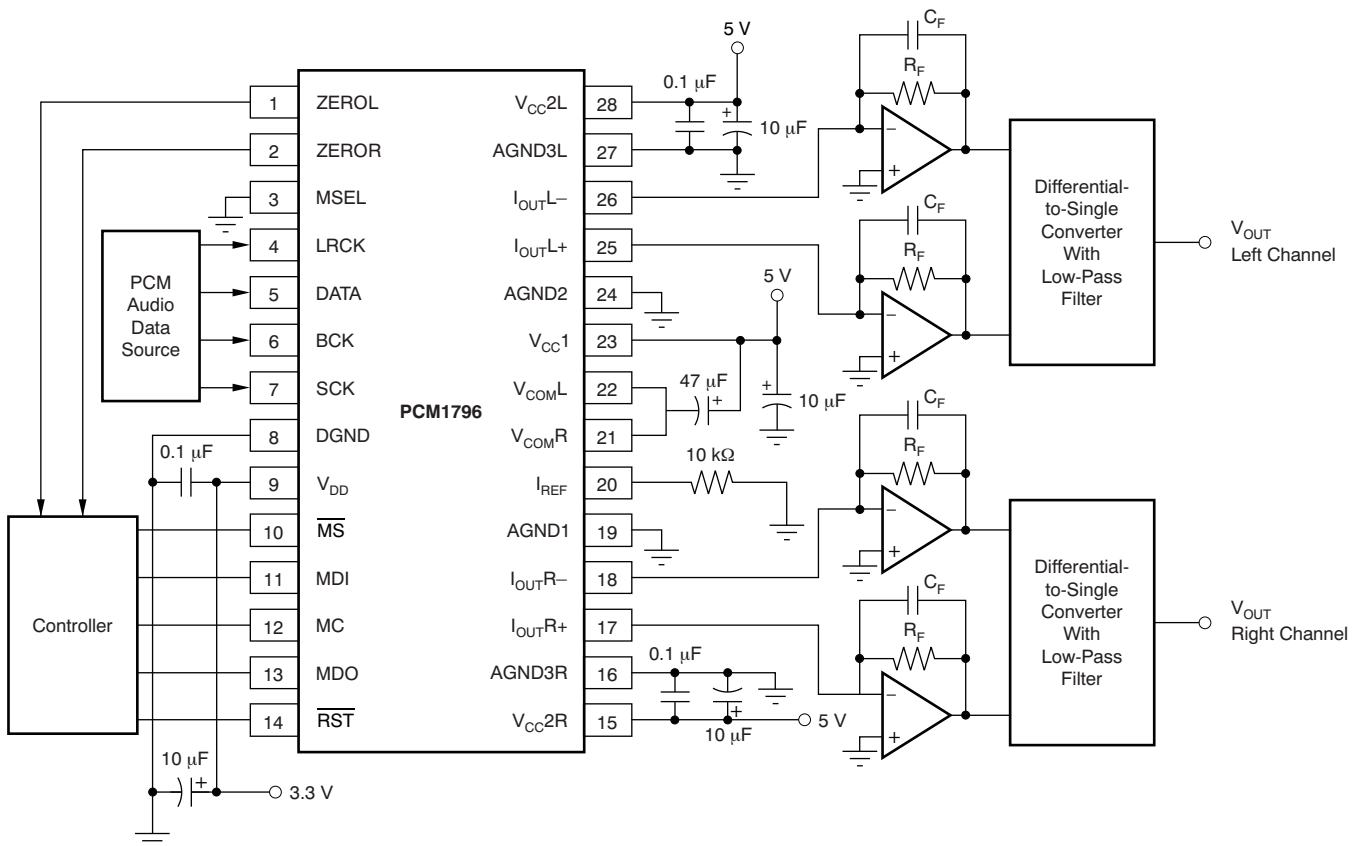 5 V
C_F
0.1 μF
R_F
1 ZEROL
V_CC2L 28
+ 10 μF
−
+
2 ZEROR
AGND3L 27
3 MSEL
I_OUTL− 26
Differential-
to-Single
Converter
With
Low-Pass
Filter
V_OUT
Left Channel
C_F
R_F
−
+
PCM
Audio
Data
Source
4 LRCK
I_OUTL+ 25
5 DATA
AGND2 24
5 V
6 BCK
V_CC1 23
7 SCK
V_COML 22
47 μF
+
+
10 μF
PCM1796
8 DGND
V_COMR 21
0.1 μF
10 kΩ
9 V_DD
I_REF 20
C_F
R_F
−
+
10 MS
AGND1 19
11 MDI
I_OUTR− 18
Controller
12 MC
I_OUTR+ 17
Differential-
to-Single
Converter
With
Low-Pass
Filter
V_OUT
Right Channel
C_F
R_F
−
+
0.1 μF
13 MDO
AGND3R 16
14 RST
V_CC2R 15
+
10 μF
5 V
10 μF
+
3.3 V